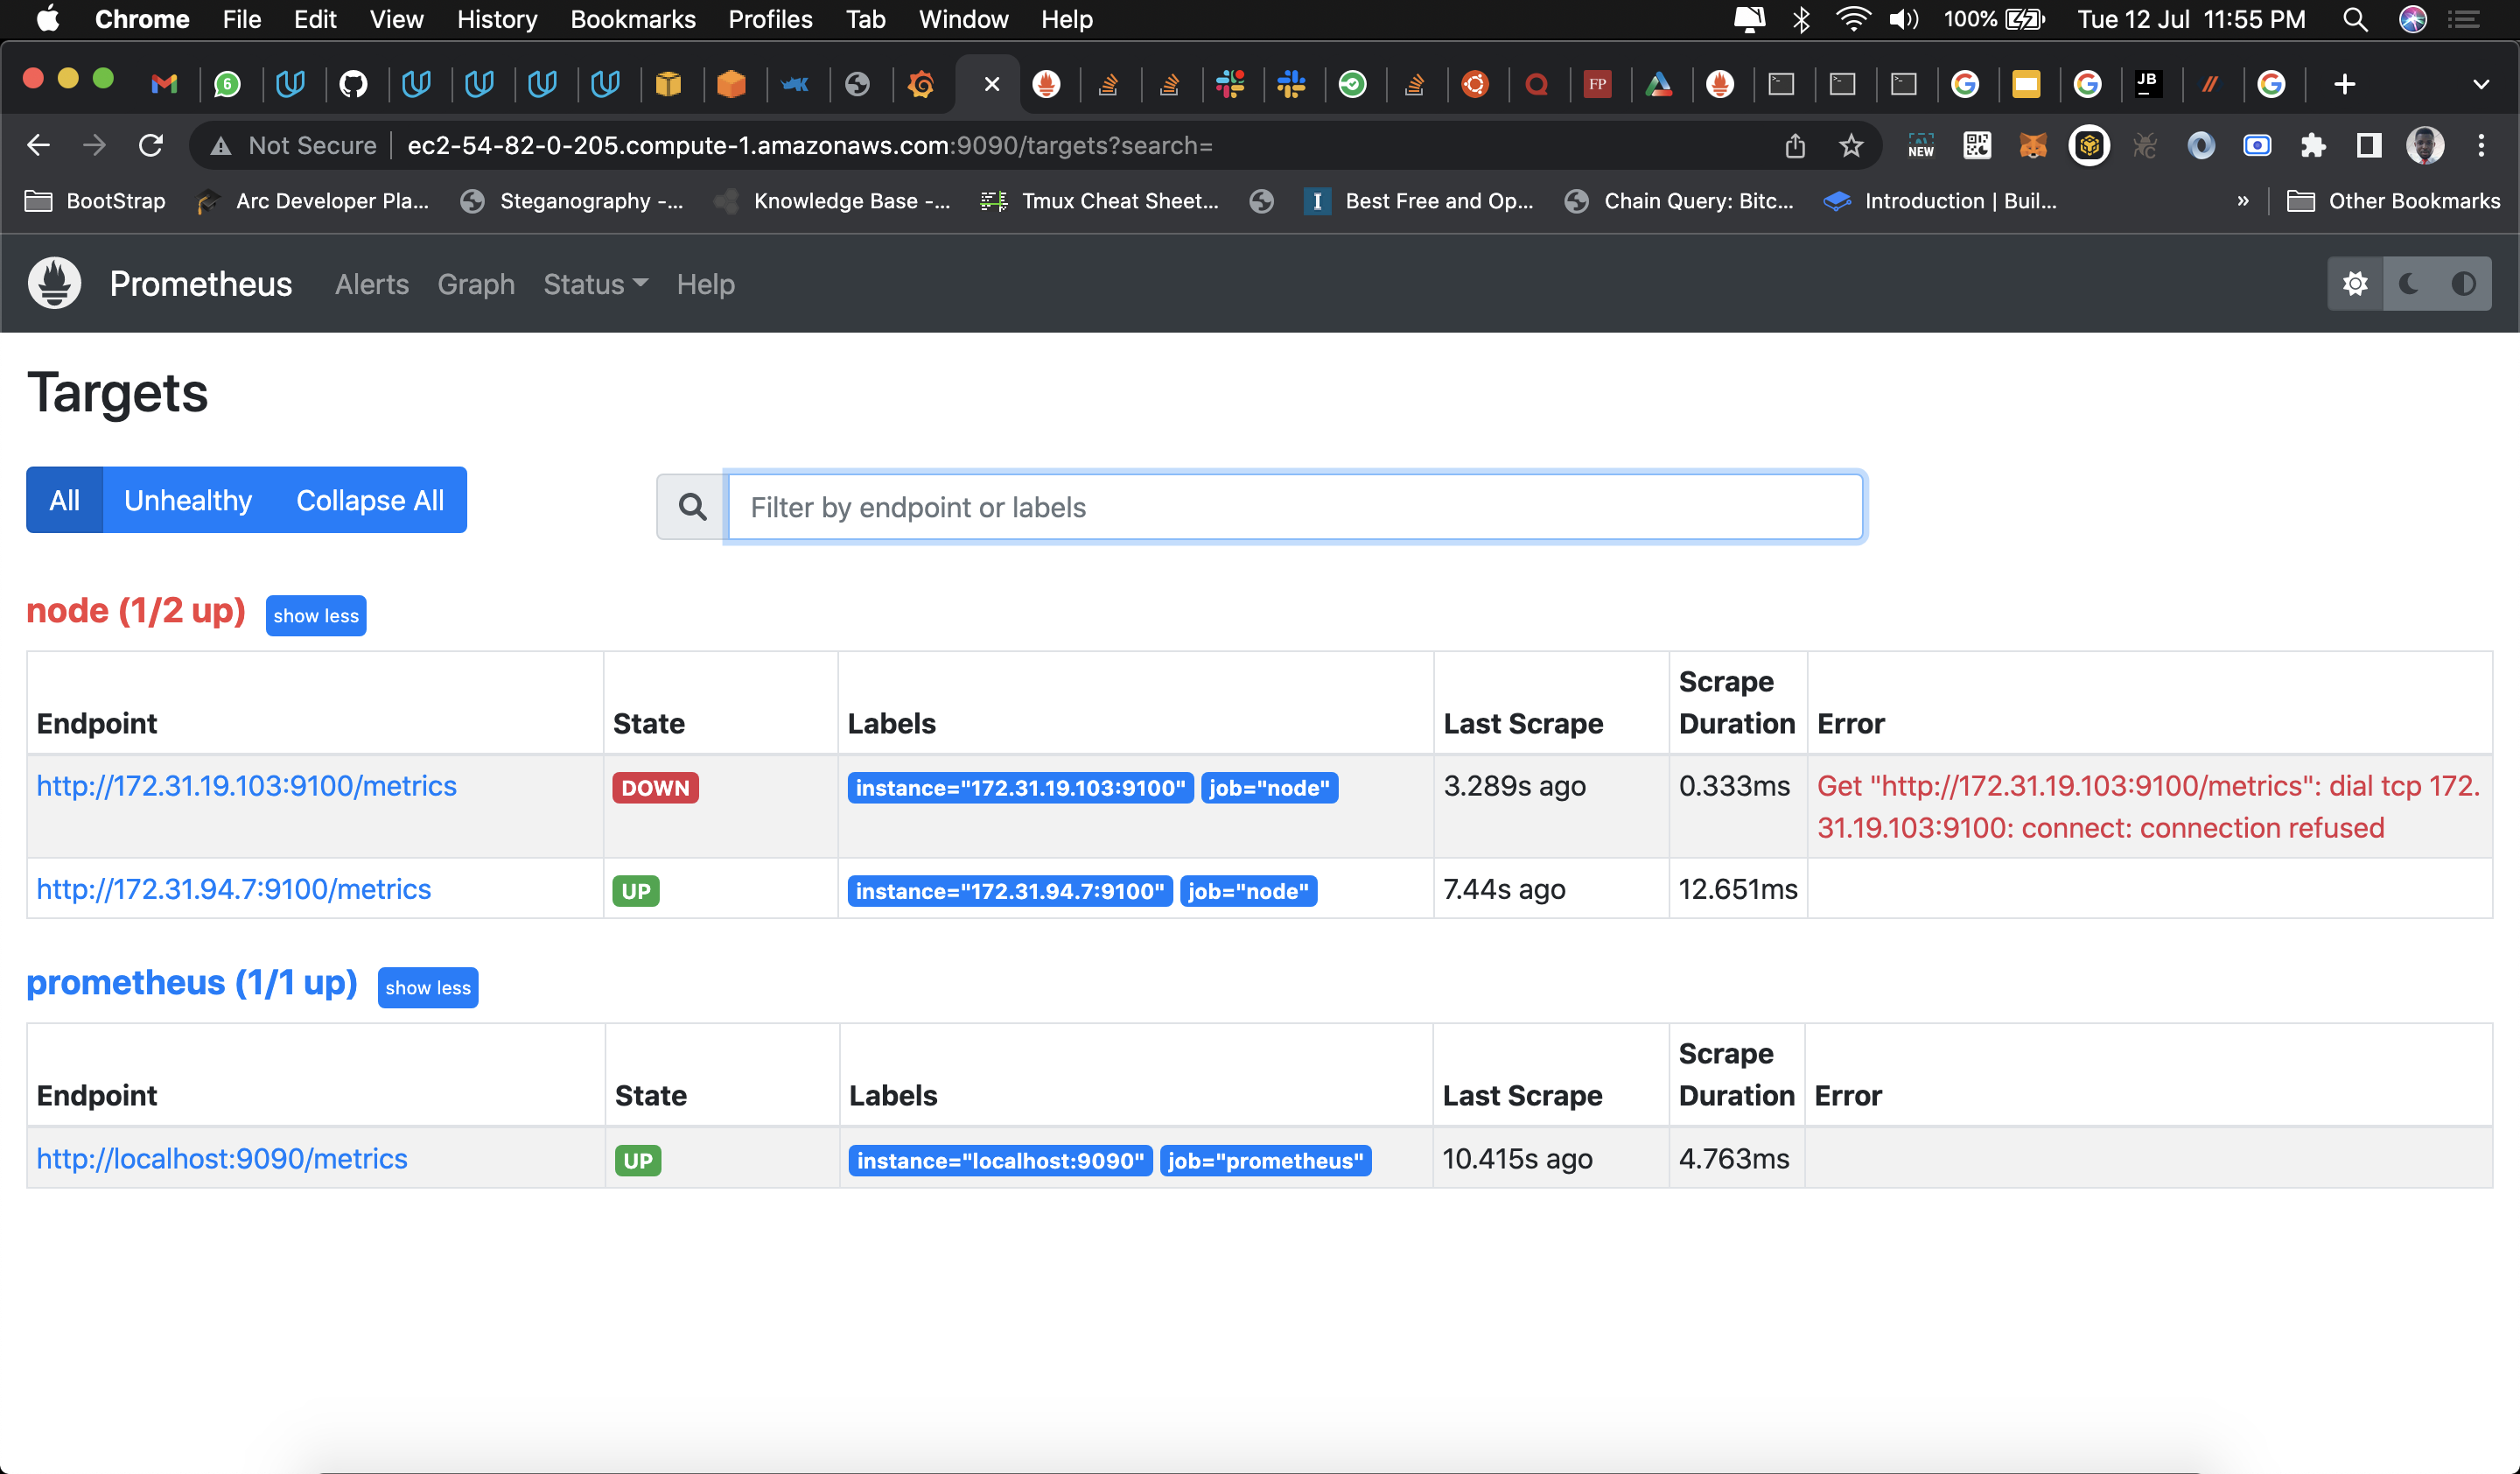 Chrome File Edit View History Bookmarks Profiles Tab Window Help 100% Tue 12 Jul 11:55 PM
6 FP JB
Not Secure ec2-54-82-0-205.compute-1.amazonaws.com:9090/targets?search= NEW
BootStrap Arc Developer Pla... Steganography -... Knowledge Base -... Tmux Cheat Sheet... I Best Free and Op... Chain Query: Bitc... Introduction | Buil... » Other Bookmarks
Prometheus Alerts Graph Status Help
Targets
All Unhealthy Collapse All Filter by endpoint or labels
node (1/2 up) show less
Endpoint State Labels Last Scrape Scrape Duration Error
http://172.31.19.103:9100/metrics DOWN instance="172.31.19.103:9100" job="node" 3.289s ago 0.333ms Get "http://172.31.19.103:9100/metrics": dial tcp 172.
31.19.103:9100: connect: connection refused
http://172.31.94.7:9100/metrics UP instance="172.31.94.7:9100" job="node" 7.44s ago 12.651ms
prometheus (1/1 up) show less
Endpoint State Labels Last Scrape Scrape Duration Error
http://localhost:9090/metrics UP instance="localhost:9090" job="prometheus" 10.415s ago 4.763ms